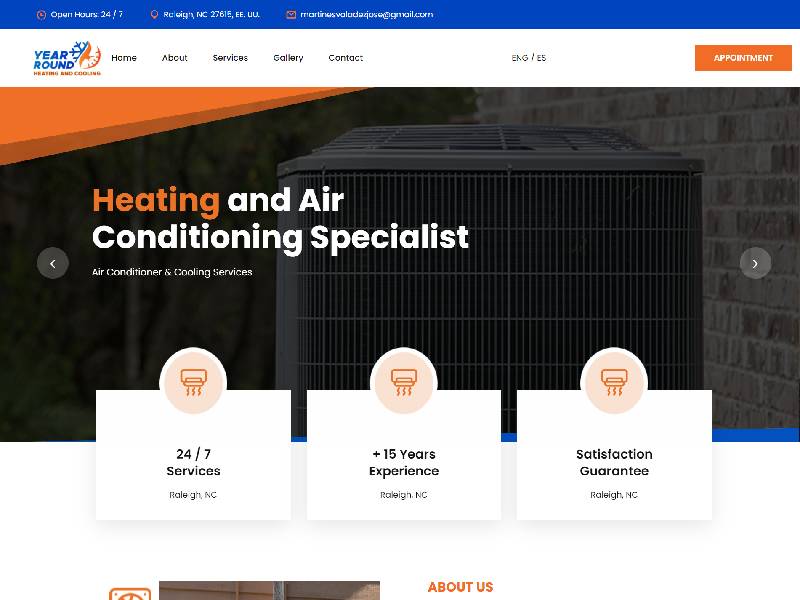 Open Hours: 24 / 7
Raleigh, NC 27615, EE. UU.
martinesvaladezjose@gmail.com
YEAR
ROUND
HEATING AND COOLING
Home
About
Services
Gallery
Contact
ENG / ES
APPOINTMENT
Heating and Air
Conditioning Specialist
Air Conditioner & Cooling Services
24 / 7
Services
Raleigh, NC
+ 15 Years
Experience
Raleigh, NC
Satisfaction
Guarantee
Raleigh, NC
ABOUT US